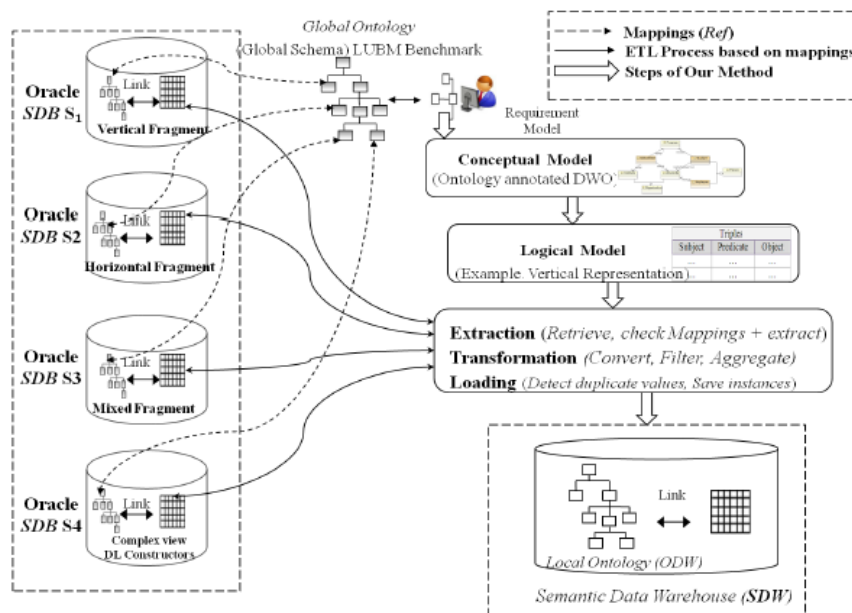 Global Ontology
(Global Schema) LUBM Benchmark
Mappings (Ref)
ETL Process based on mappings
Steps of Our Method
Oracle
SDB S1
Link
Vertical Fragment
Requirement
Model
Conceptual Model
(Ontology annotated DWO)
Oracle
SDB S2
Link
Horizontal Fragment
Logical Model
(Example. Vertical Representation)
Triples
Subject Predicate Object
... ... ...
... ... ...
Oracle
SDB S3
Link
Mixed Fragment
Extraction (Retrieve, check Mappings + extract)
Transformation (Convert, Filter, Aggregate)
Loading (Detect duplicate values, Save instances)
Oracle
SDB S4
Link
Complex view
DL Constructors
Link
Local Ontology (ODW)
Semantic Data Warehouse (SDW)